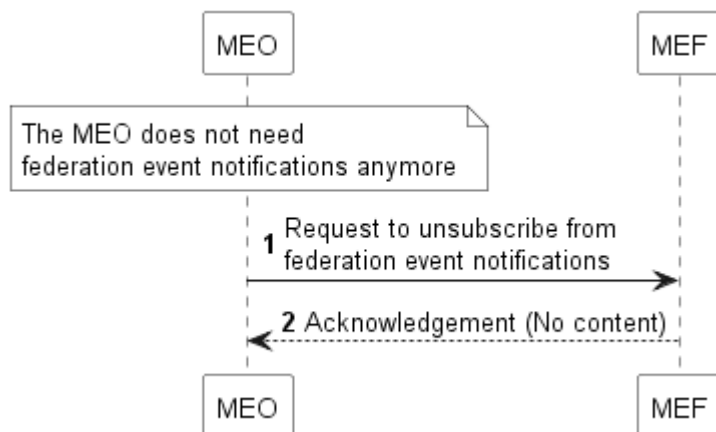 MEO MEF
The MEO does not need
federation event notifications anymore
1 Request to unsubscribe from
federation event notifications
2 Acknowledgement (No content)
MEO MEF